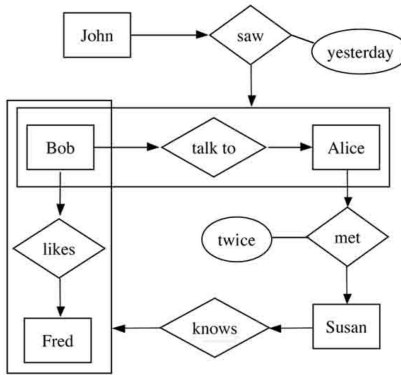 John
saw
yesterday
Bob
talk to
Alice
likes
twice
met
Fred
knows
Susan